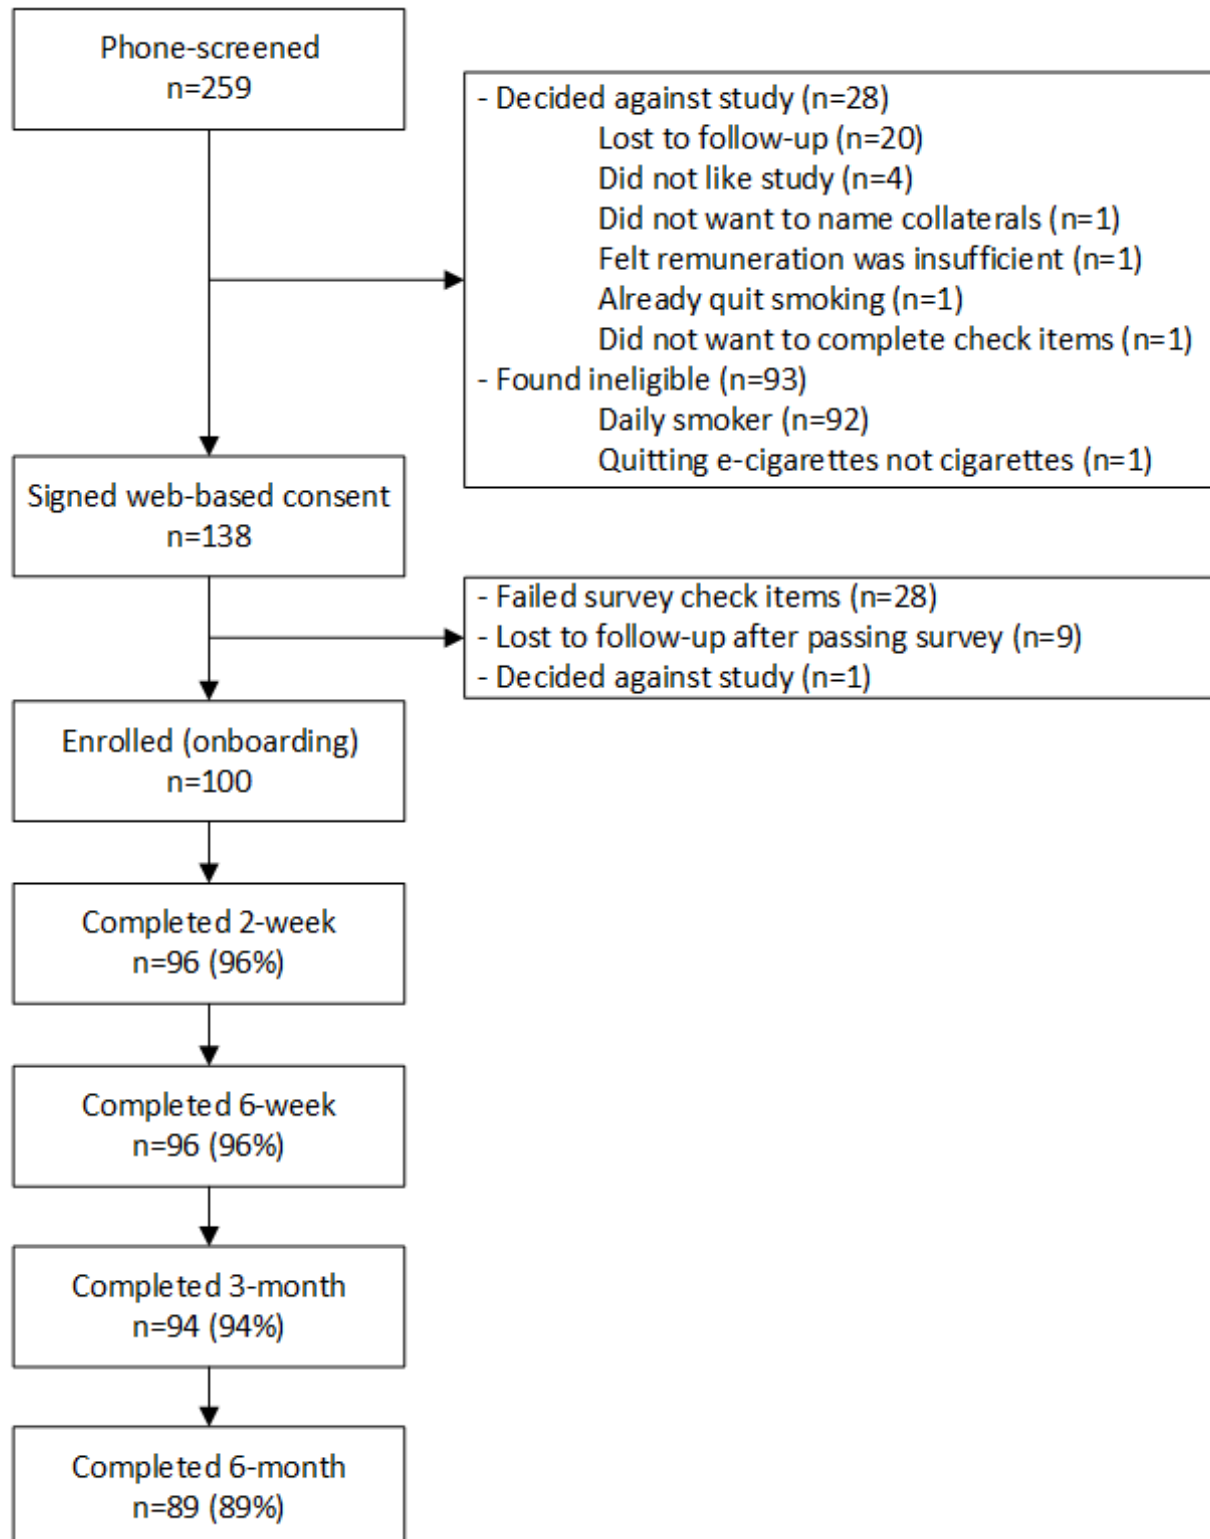 Phone-screened
n=259
- Decided against study (n=28)
Lost to follow-up (n=20)
Did not like study (n=4)
Did not want to name collaterals (n=1)
Felt remuneration was insufficient (n=1)
Already quit smoking (n=1)
Did not want to complete check items (n=1)
- Found ineligible (n=93)
Daily smoker (n=92)
Quitting e-cigarettes not cigarettes (n=1)
Signed web-based consent
n=138
- Failed survey check items (n=28)
- Lost to follow-up after passing survey (n=9)
- Decided against study (n=1)
Enrolled (onboarding)
n=100
Completed 2-week
n=96 (96%)
Completed 6-week
n=96 (96%)
Completed 3-month
n=94 (94%)
Completed 6-month
n=89 (89%)